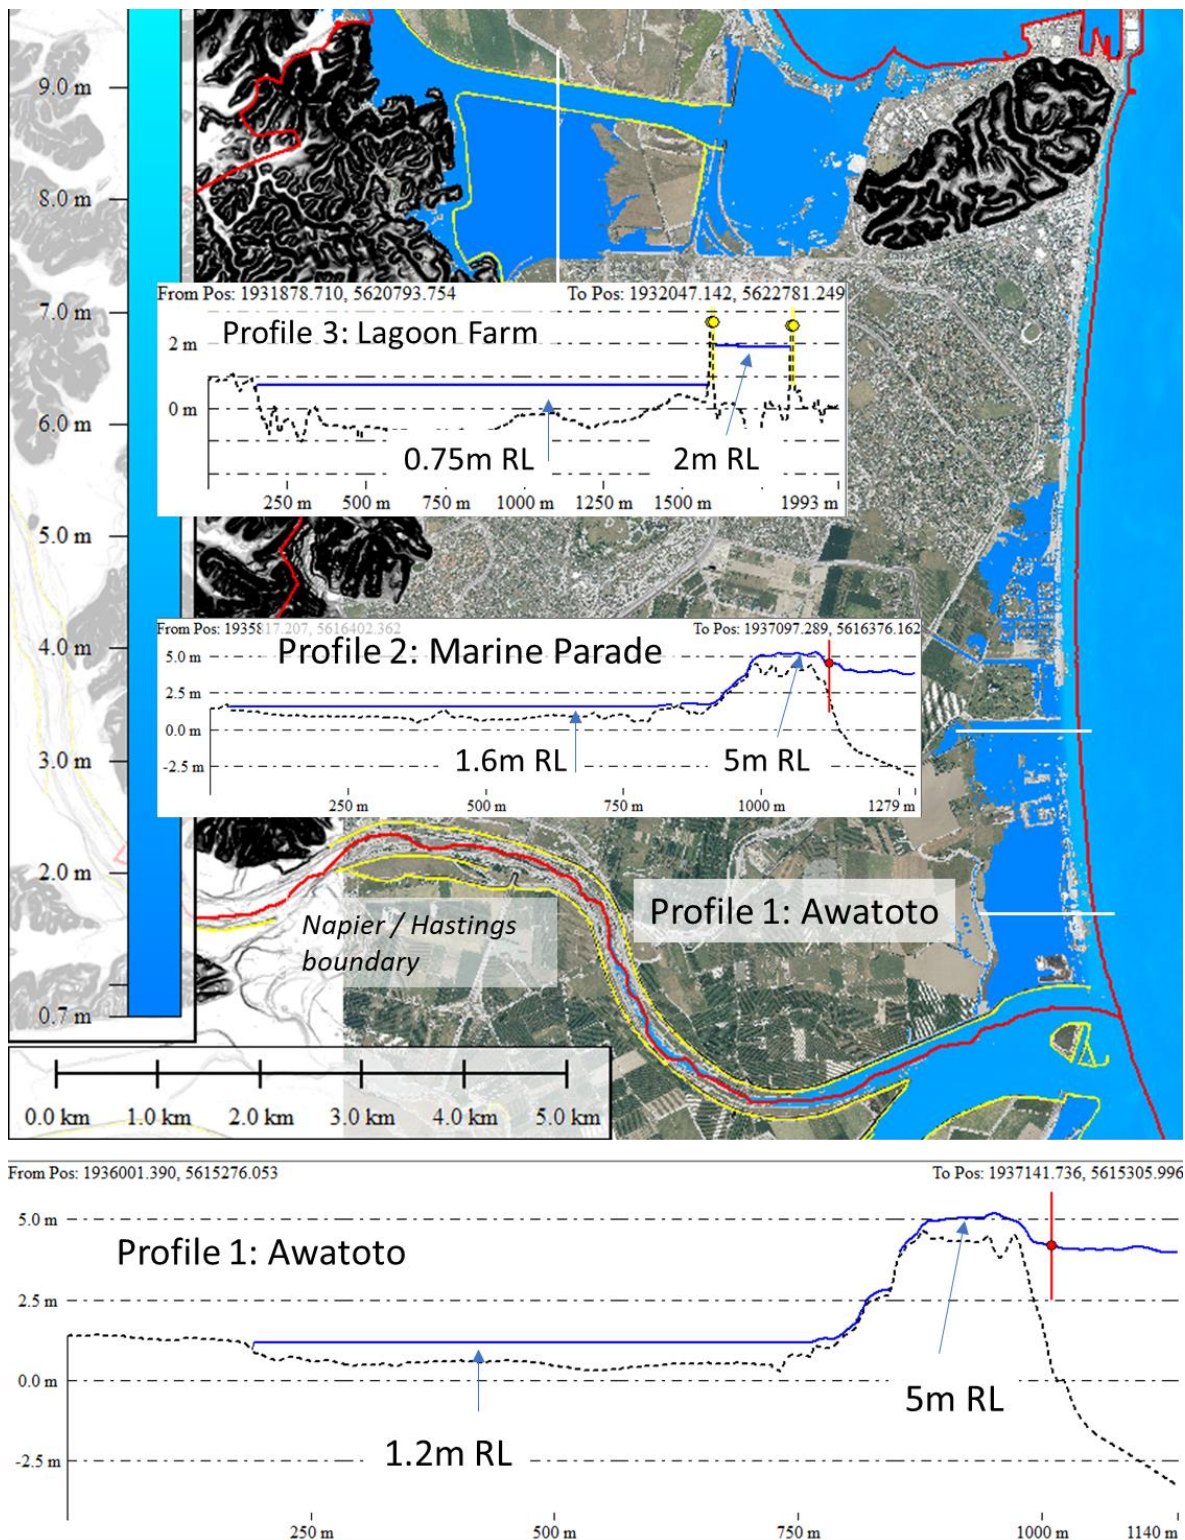 9.0 m
8.0 m
7.0 m
6.0 m
5.0 m
4.0 m
3.0 m
2.0 m
0.7 m
From Pos: 1931878.710, 5620793.754 To Pos: 1932047.142, 5622781.249
Profile 3: Lagoon Farm
2 m
0 m
0.75m RL 2m RL
250 m 500 m 750 m 1000 m 1250 m 1500 m 1993 m
From Pos: 1935817.207, 5616402.362 To Pos: 1937097.289, 5616376.162
Profile 2: Marine Parade
5.0 m
2.5 m
0.0 m
-2.5 m
1.6m RL 5m RL
250 m 500 m 750 m 1000 m 1279 m
Profile 1: Awatoto
Napier / Hastings
boundary
0.0 km 1.0 km 2.0 km 3.0 km 4.0 km 5.0 km
From Pos: 1936001.390, 5615276.053 To Pos: 1937141.736, 5615305.996
Profile 1: Awatoto
5.0 m
2.5 m
0.0 m
-2.5 m
1.2m RL 5m RL
250 m 500 m 750 m 1000 m 1140 m